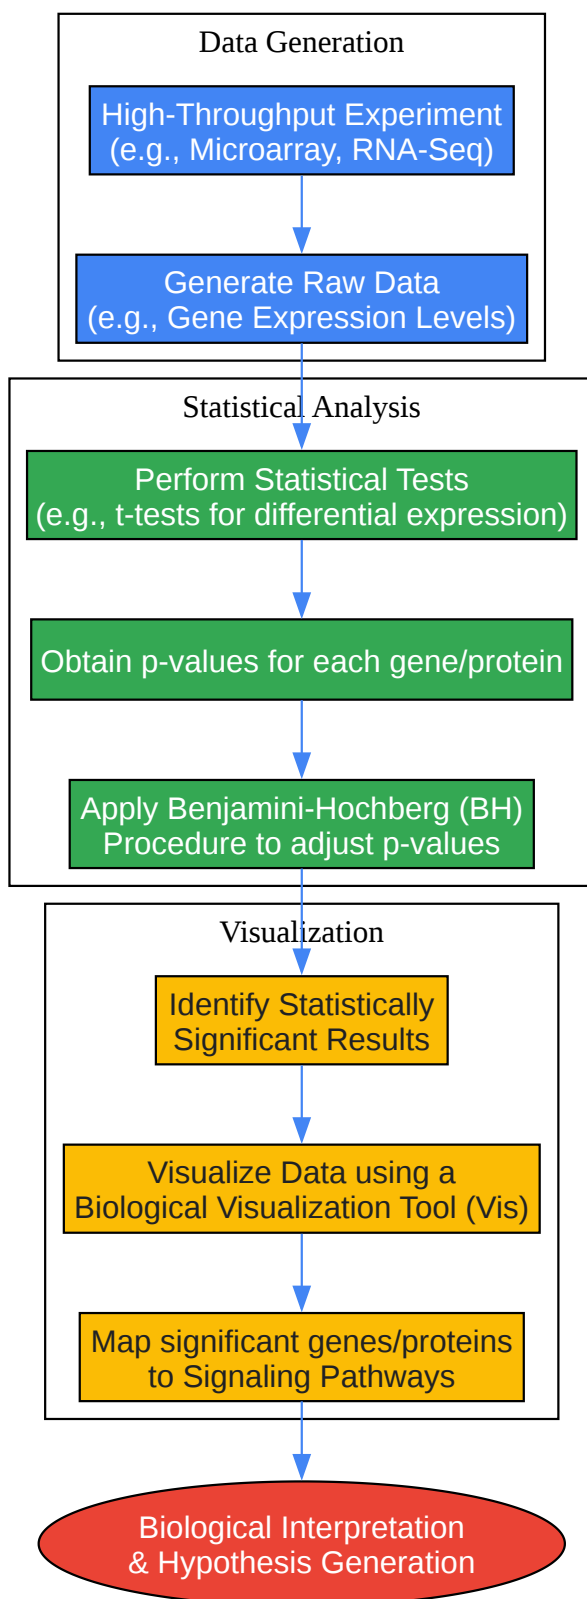 Data Generation
High-Throughput Experiment
(e.g., Microarray, RNA-Seq)
Generate Raw Data
(e.g., Gene Expression Levels)
Statistical Analysis
Perform Statistical Tests
(e.g., t-tests for differential expression)
Obtain p-values for each gene/protein
Apply Benjamini-Hochberg (BH)
Procedure to adjust p-values
Visualization
Identify Statistically
Significant Results
Visualize Data using a
Biological Visualization Tool (Vis)
Map significant genes/proteins
to Signaling Pathways
Biological Interpretation
& Hypothesis Generation